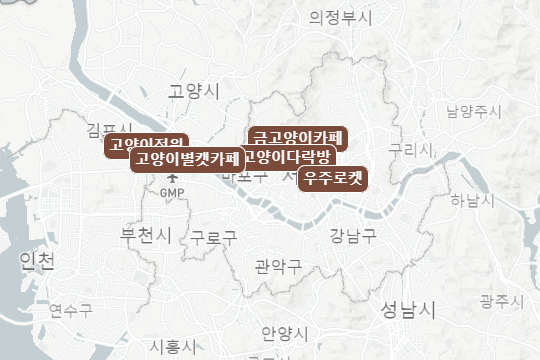 의정부시
고양시
남양주시
김포시
금고양이카페
고양이정원
고양이다락방
고양이별캣카페
구리시
마포구
우주로켓
GMP
하남시
부천시
구로구
강남구
인천
관악구
연수구
성남시
광주시
안양시
시흥시